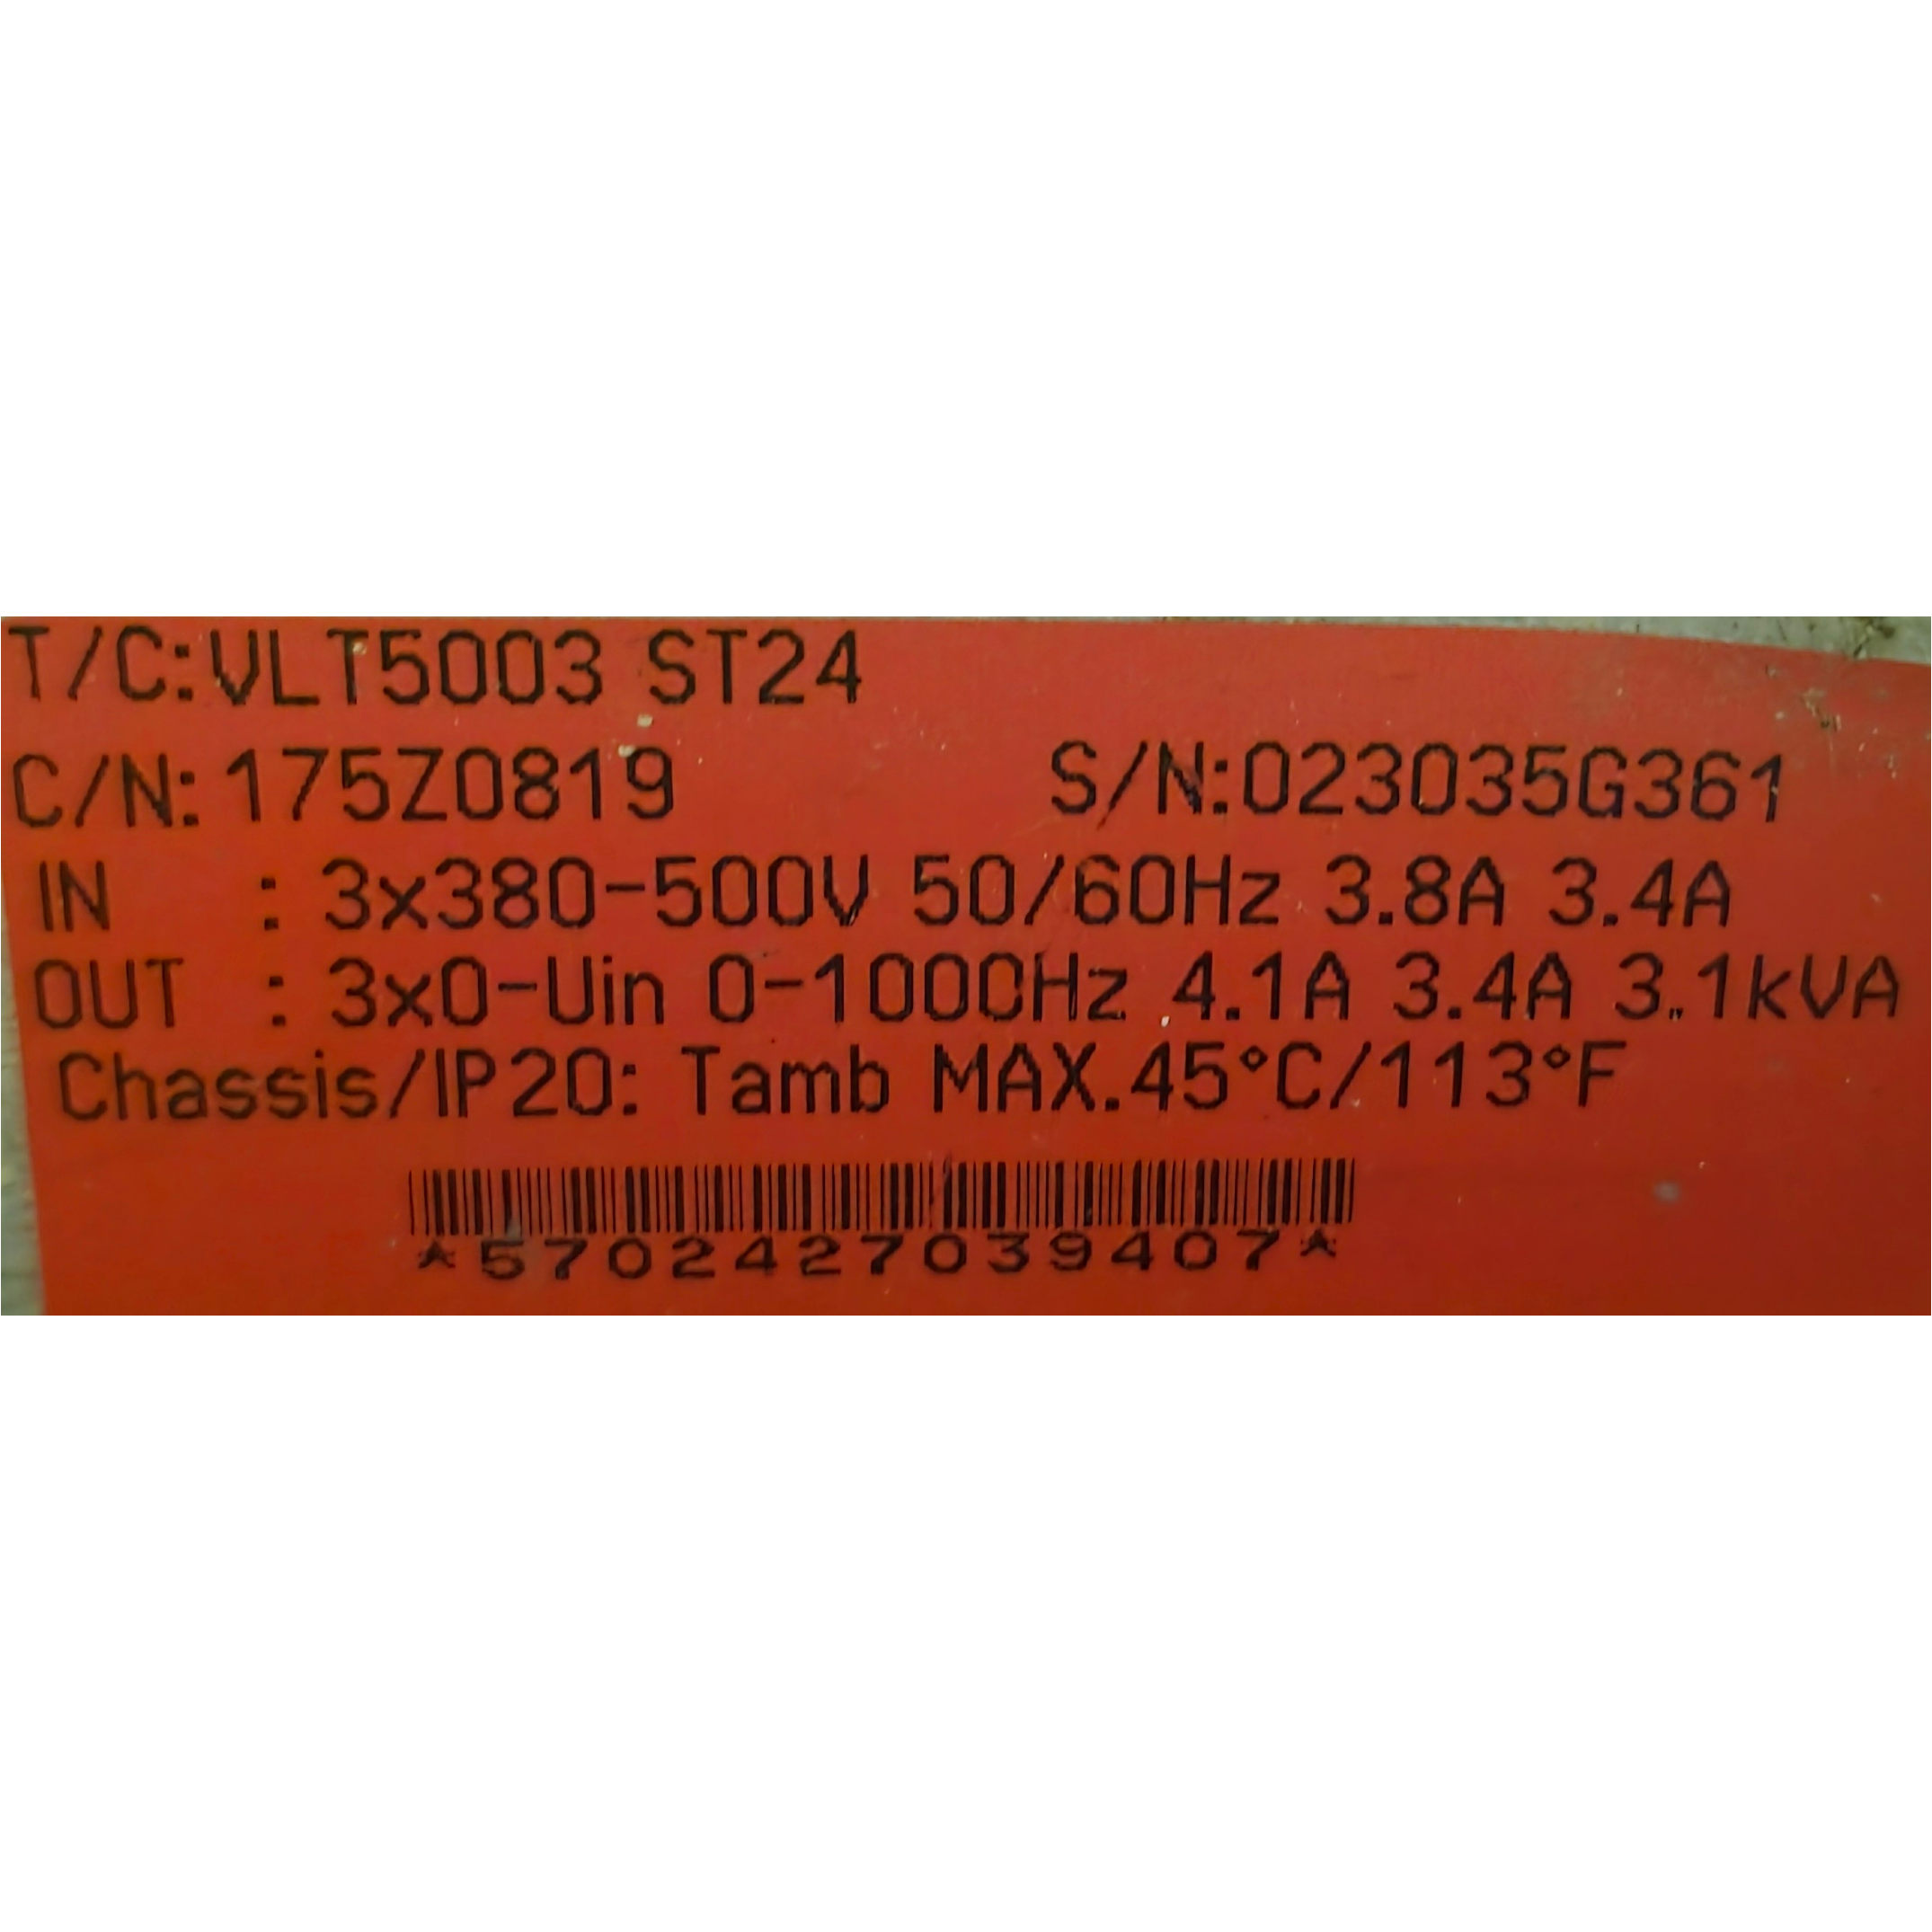 T/C:VLT5003 ST24
C/N:175Z0819 S/N:023035G361
IN : 3x380-500V 50/60Hz 3.8A 3.4A
OUT : 3x0-Uin 0-1000Hz 4.1A 3.4A 3.1kVA
Chassis/IP20: Tamb MAX.45°C/113°F
*5702427039407*